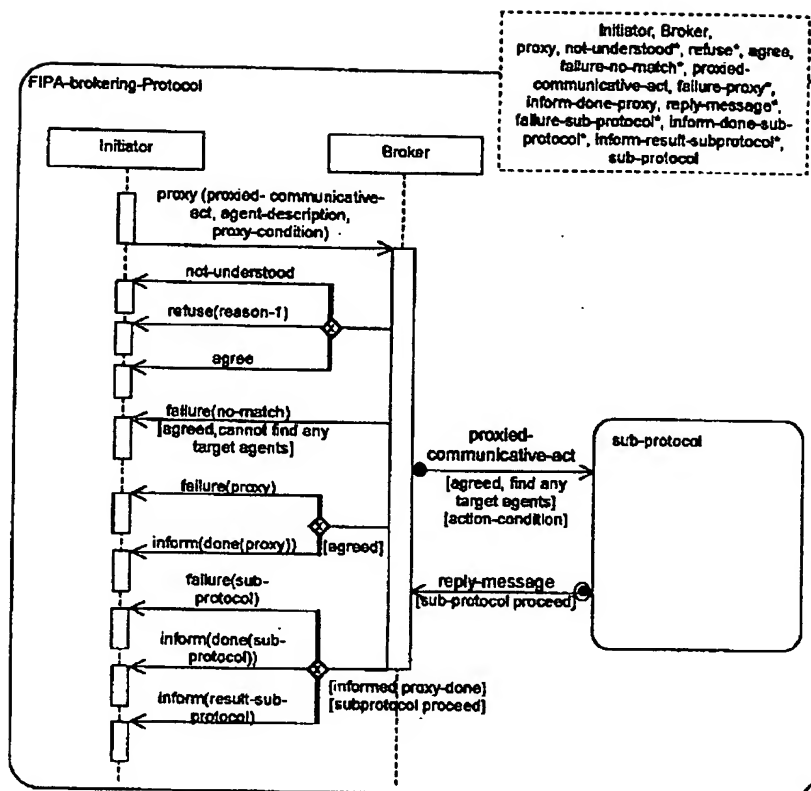 Initiator, Broker,
proxy, not-understood*, refuse*, agree,
failure-no-match*, proxied-
communicative-act, failure-proxy*,
inform-done-proxy, reply-message*,
failure-sub-protocol*, inform-done-sub-
protocol*, inform-result-subprotocol*,
sub-protocol
FIPA-brokering-Protocol
Initiator
Broker
proxy (proxied- communicative-
act, agent-description,
proxy-condition)
not-understood
refuse(reason-1)
x
agree
failure(no-match)
[agreed,cannot find any
target agents]
proxied-
communicative-act
[agreed, find any
target agents]
[action-condition]
sub-protocol
failure(proxy)
x
inform(done(proxy))
[agreed]
failure(sub-
protocol)
reply-message
[sub-protocol proceed]
inform(done(sub-
protocol))
x
[informed proxy-done]
[subprotocol proceed]
inform(result-sub-
protocol)